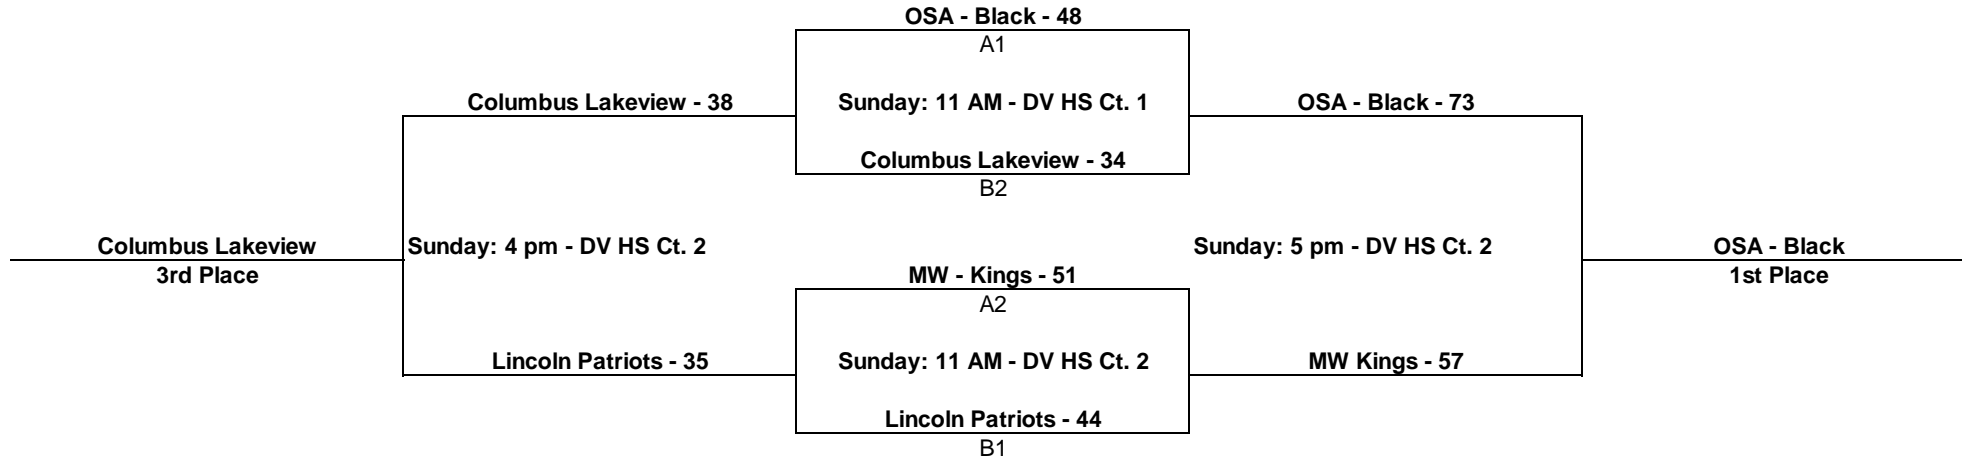 OSA - Black - 48
A1
Columbus Lakeview - 38
Sunday: 11 AM - DV HS Ct. 1
OSA - Black - 73
Columbus Lakeview - 34
B2
Columbus Lakeview
Sunday: 4 pm - DV HS Ct. 2
Sunday: 5 pm - DV HS Ct. 2
OSA - Black
3rd Place
MW - Kings - 51
1st Place
A2
Lincoln Patriots - 35
Sunday: 11 AM - DV HS Ct. 2
MW Kings - 57
Lincoln Patriots - 44
B1